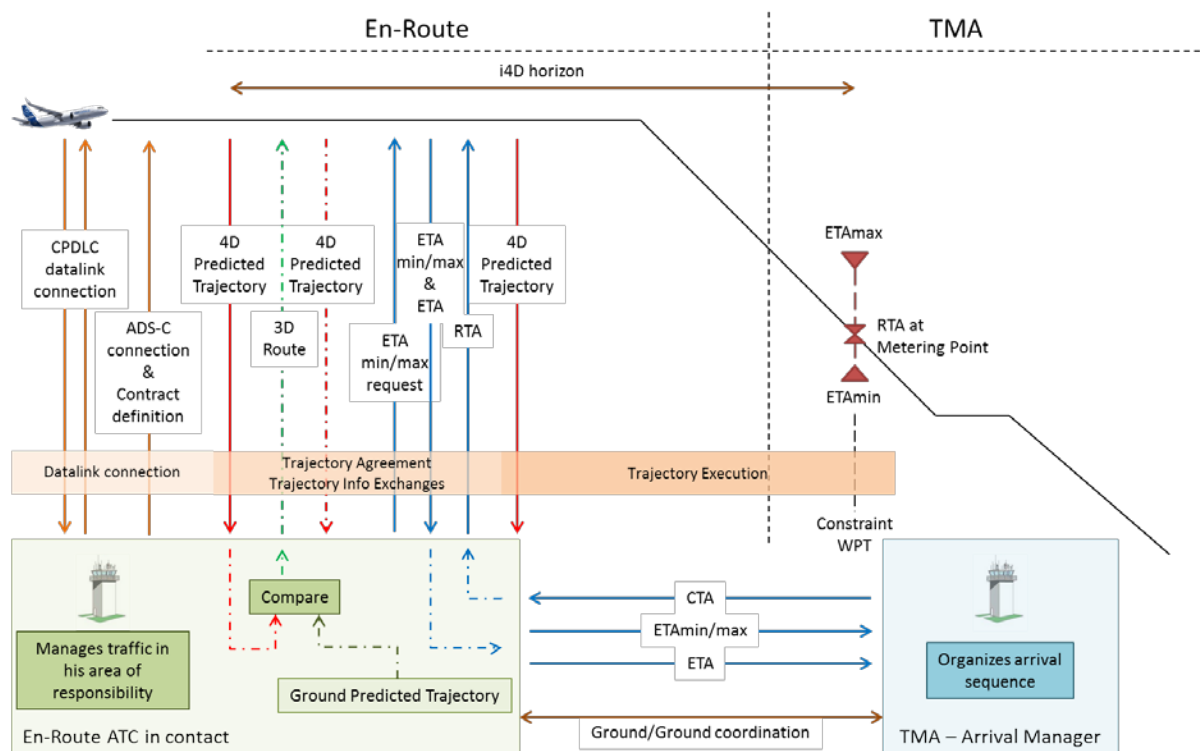 En-Route
TMA
i4D horizon
CPDLC
datalink
connection
ADS-C
connection
&
Contract
definition
4D
Predicted
Trajectory
3D
Route
4D
Predicted
Trajectory
ETA
min/max
request
ETA
min/max
&
ETA
RTA
4D
Predicted
Trajectory
ETAmax
RTA at
Metering Point
ETAmin
Datalink connection
Trajectory Agreement
Trajectory Info Exchanges
Trajectory Execution
Constraint
WPT
Compare
Manages traffic in
his area of
responsibility
Ground Predicted Trajectory
En-Route ATC in contact
CTA
ETAmin/max
ETA
Ground/Ground coordination
Organizes arrival
sequence
TMA – Arrival Manager